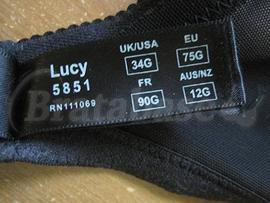 Lucy
5851
RN111069
UK/USA EU
34G 75G
FR AUS/NZ
90G 12G